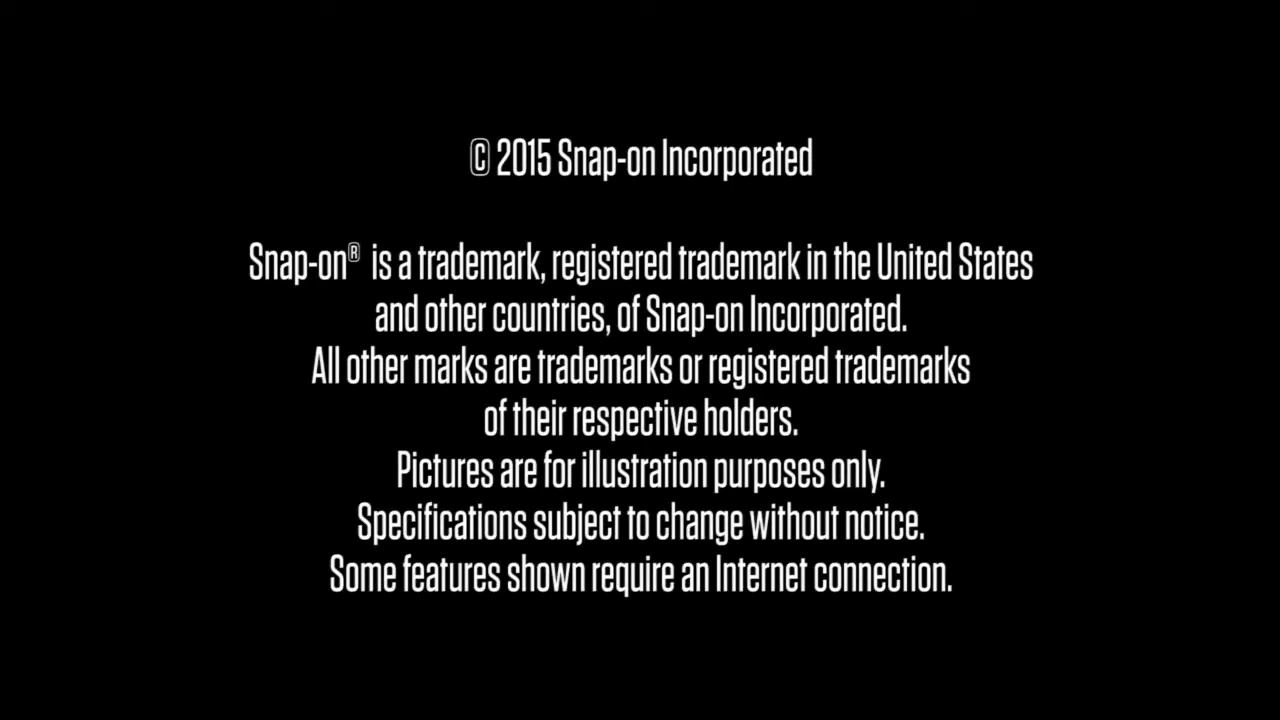 © 2015 Snap-on Incorporated
Snap-on® is a trademark, registered trademark in the United States
and other countries, of Snap-on Incorporated.
All other marks are trademarks or registered trademarks
of their respective holders.
Pictures are for illustration purposes only.
Specifications subject to change without notice.
Some features shown require an Internet connection.